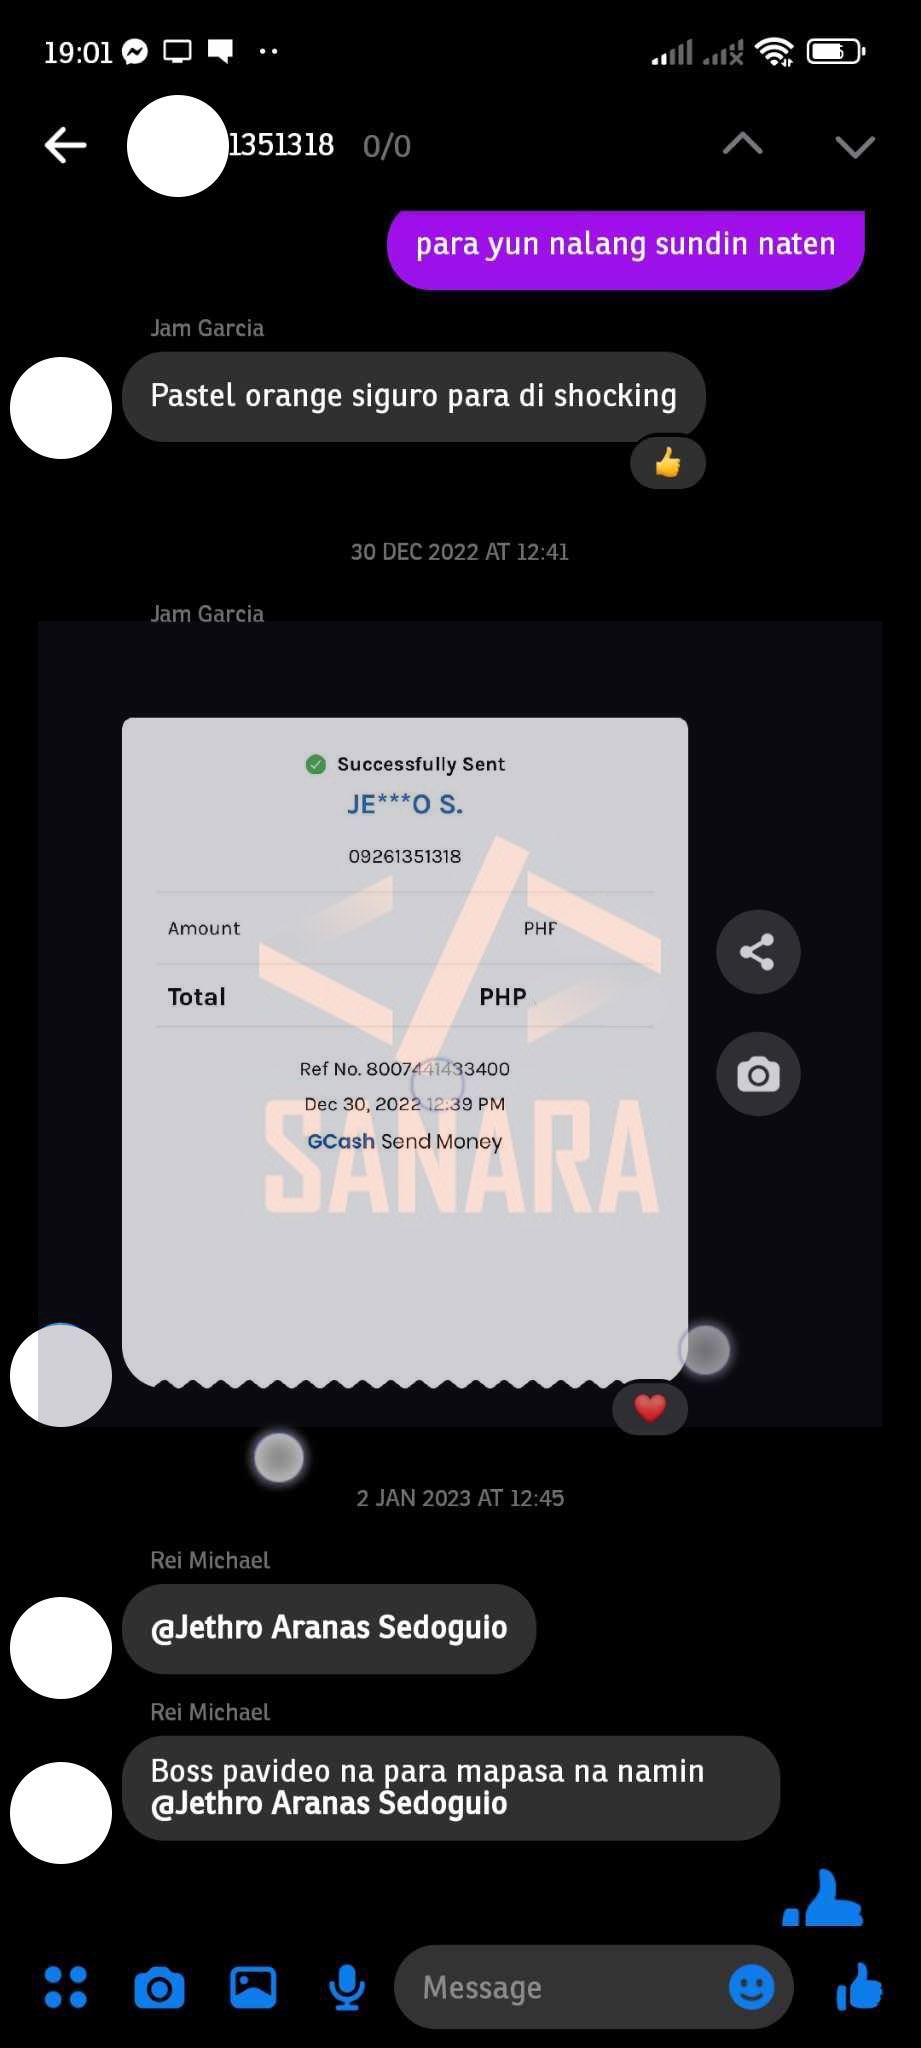 19:01
1351318 0/0
para yun nalang sundin naten
Jam Garcia
Pastel orange siguro para di shocking
30 DEC 2022 AT 12:41
Jam Garcia
Successfully Sent
JE***O S.
09261351318
Amount PHP
Total PHP
Ref No. 8007441433400
Dec 30, 2022 12:39 PM
GCash Send Money
SANARA
2 JAN 2023 AT 12:45
Rei Michael
@Jethro Aranas Sedoguio
Rei Michael
Boss pavideo na para mapasa na namin
@Jethro Aranas Sedoguio
Message